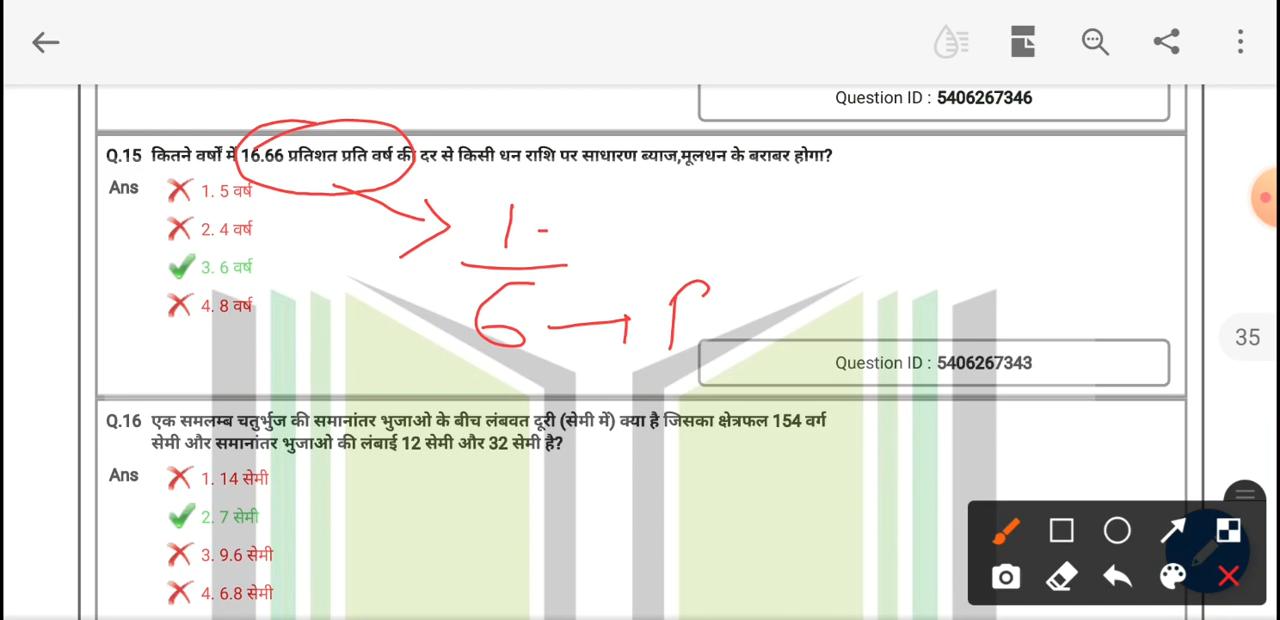 Question ID : 5406267346
Q.15 कितने वर्षों में 16.66 प्रतिशत प्रति वर्ष की दर से किसी धन राशि पर साधारण ब्याज,मूलधन के बराबर होगा?
Ans 1. 5 वर्ष
2. 4 वर्ष
3. 6 वर्ष
4. 8 वर्ष
1 -
6 → P
35
Question ID : 5406267343
Q.16 एक समलम्ब चतुर्भुज की समानांतर भुजाओ के बीच लंबवत दूरी (सेमी में) क्या है जिसका क्षेत्रफल 154 वर्ग
सेमी और समानांतर भुजाओ की लंबाई 12 सेमी और 32 सेमी है?
Ans 1. 14 सेमी
2. 7 सेमी
3. 9.6 सेमी
4. 6.8 सेमी